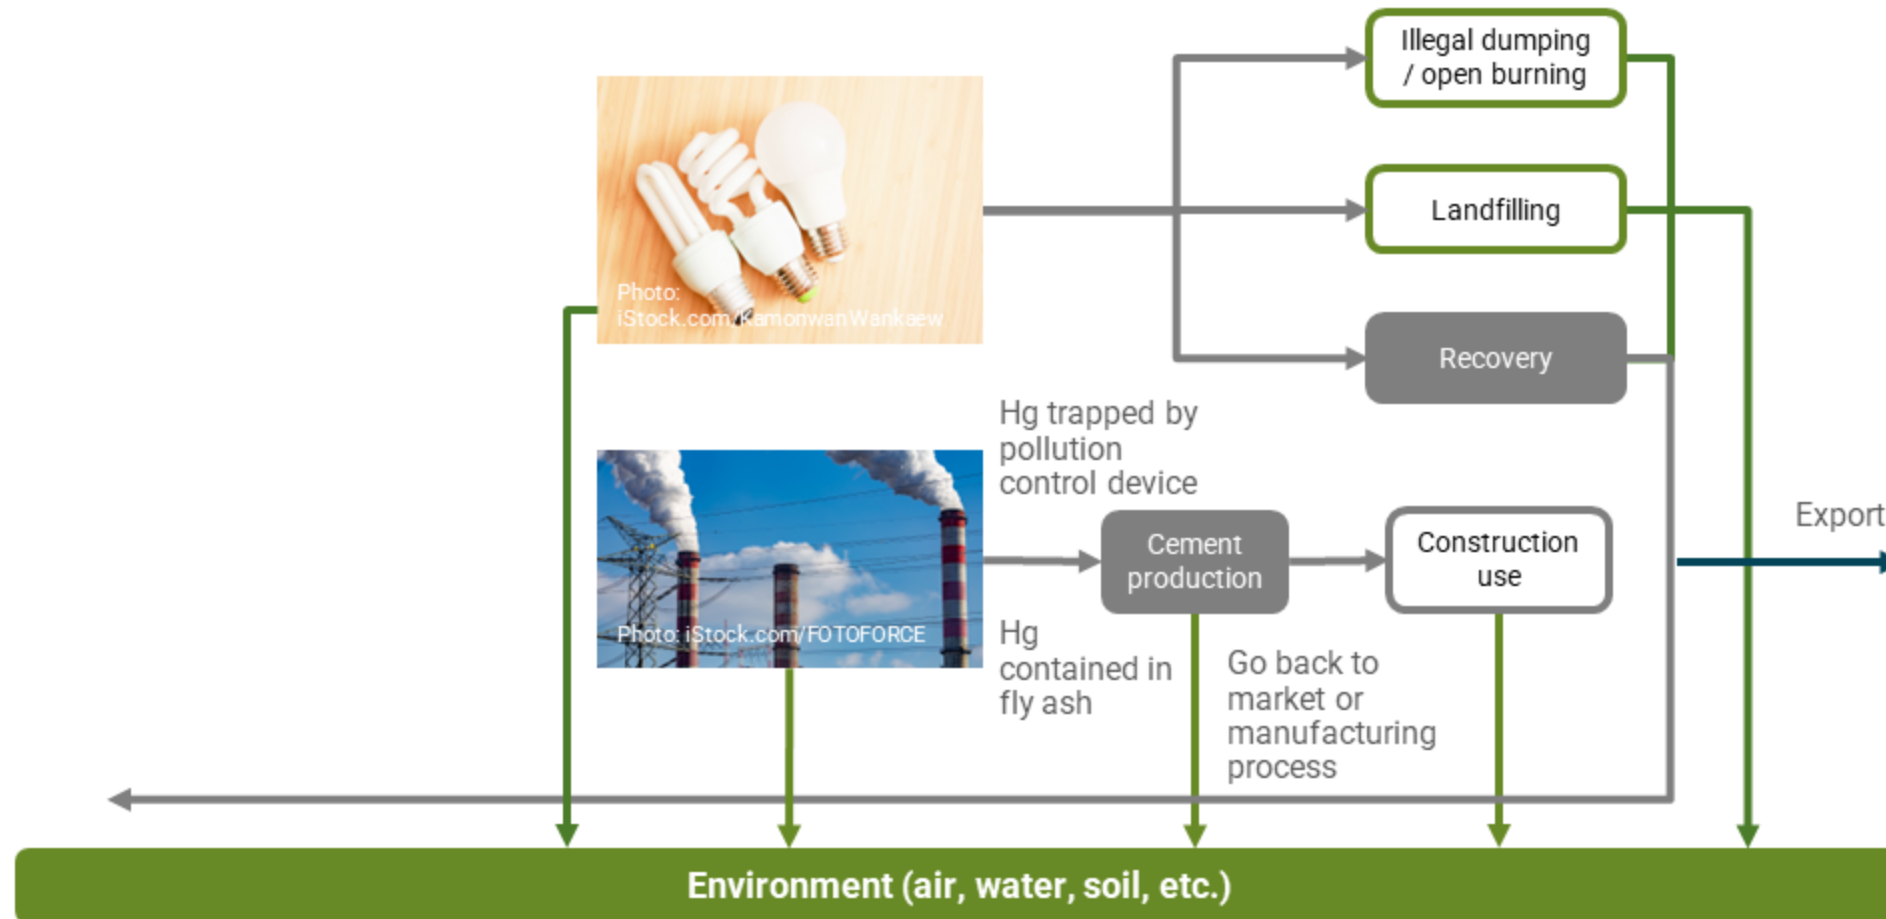 Illegal dumping
/ open burning
Photo:
iStock.com/KamonwanWankaew
Landfilling
Recovery
Hg trapped by
pollution
control device
Photo: iStock.com/FOTOFORCE
Cement
production
Construction
use
Export
Hg
contained in
fly ash
Go back to
market or
manufacturing
process
Environment (air, water, soil, etc.)